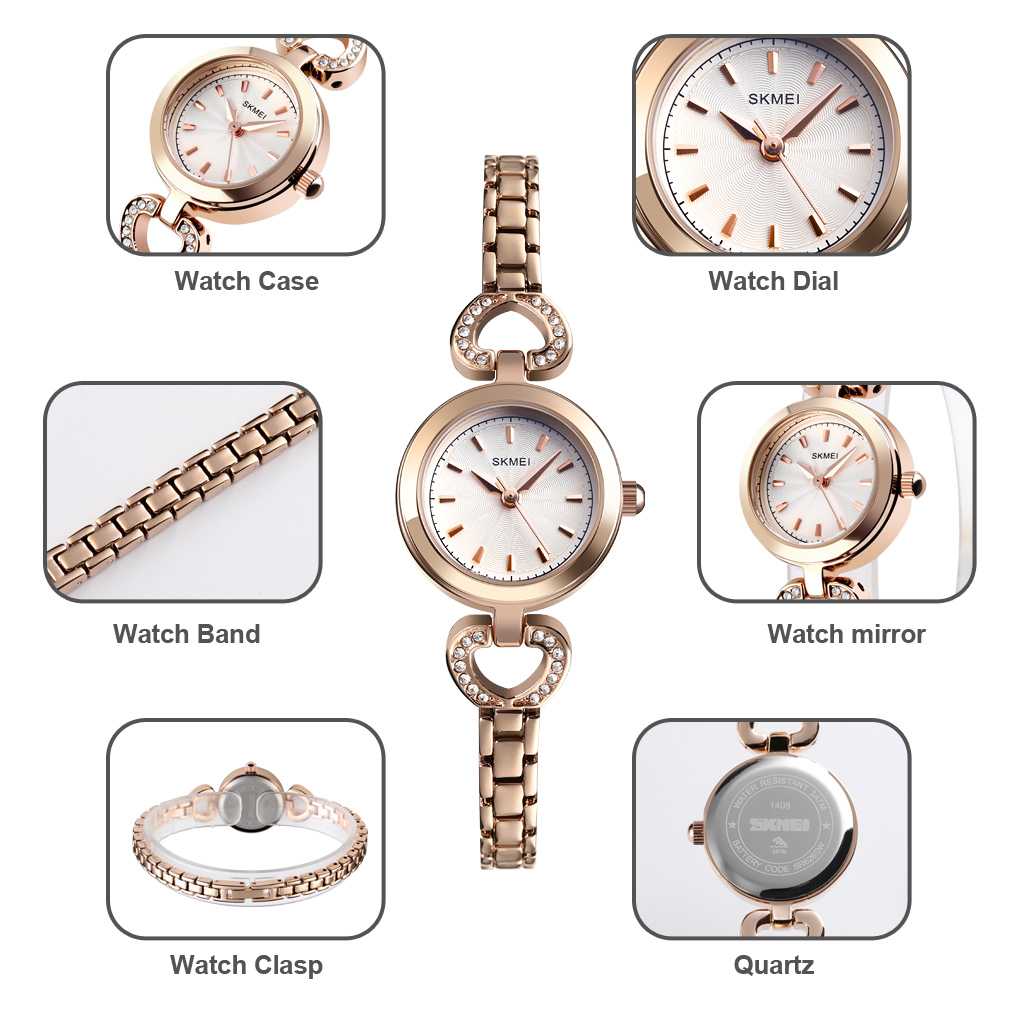 SKMEI
Watch Case
SKMEI
Watch Dial
SKMEI
Watch Band
SKMEI
Watch mirror
Watch Clasp
WATER RESISTANT 3ATM
1409
SKMEI
BATTERY CODE
Quartz